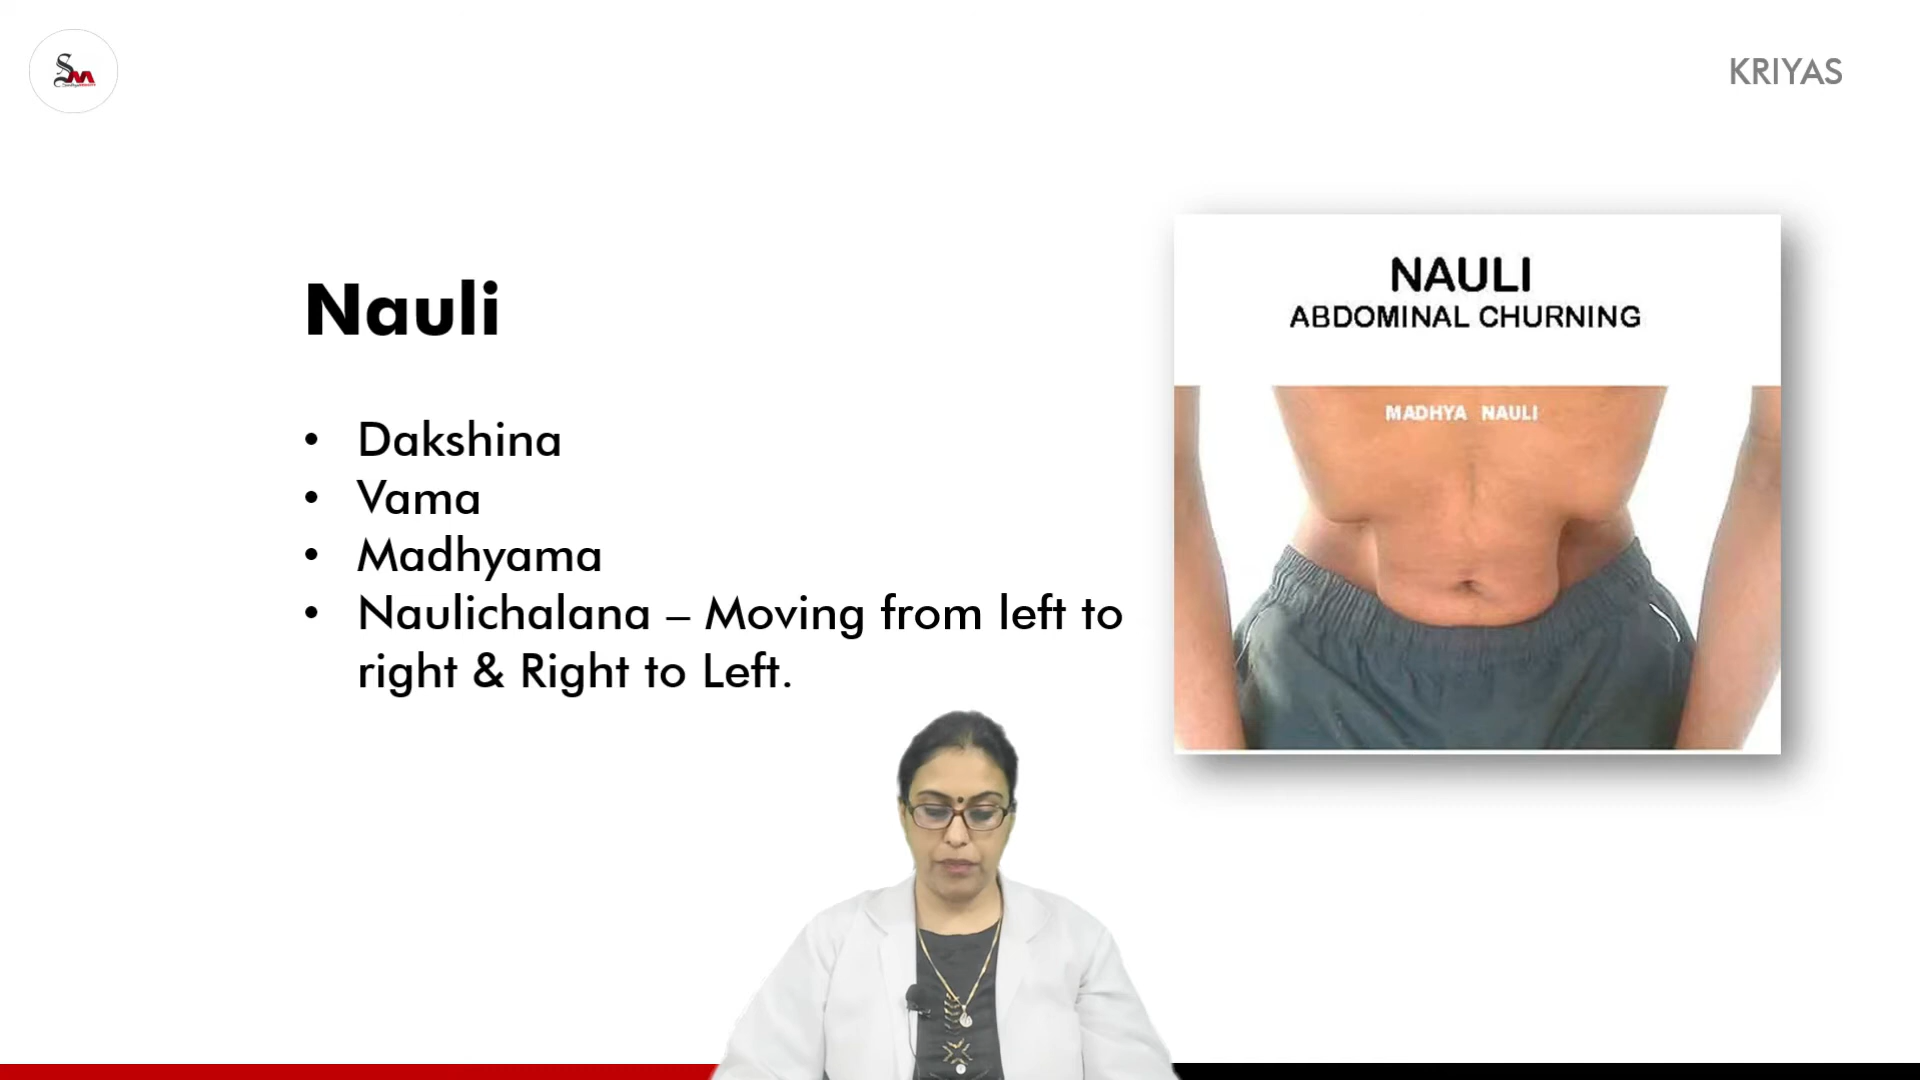 SM
KRIYAS
Nauli
• Dakshina
• Vama
• Madhyama
• Naulichalana – Moving from left to
right & Right to Left.
NAULI
ABDOMINAL CHURNING
MADHYA NAULI